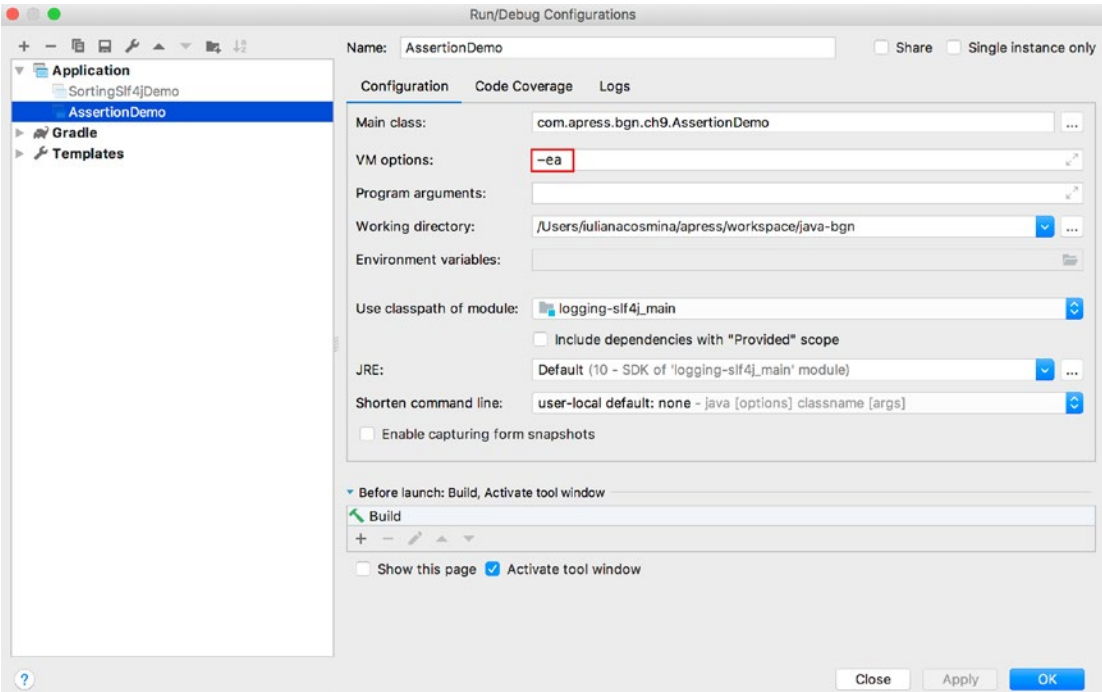 Run/Debug Configurations
Name: AssertionDemo Share Single instance only
Application
SortingSlf4jDemo
AssertionDemo
Gradle
Templates
Configuration Code Coverage Logs
Main class: com.apress.bgn.ch9.AssertionDemo ...
VM options: -ea
Program arguments:
Working directory: /Users/iulianacosmina/apress/workspace/java-bgn ...
Environment variables:
Use classpath of module: logging-slf4j_main
Include dependencies with "Provided" scope
JRE: Default (10 - SDK of 'logging-slf4j_main' module) ...
Shorten command line: user-local default: none - java [options] classname [args]
Enable capturing form snapshots
Before launch: Build, Activate tool window
Build
Show this page Activate tool window
? Close Apply OK